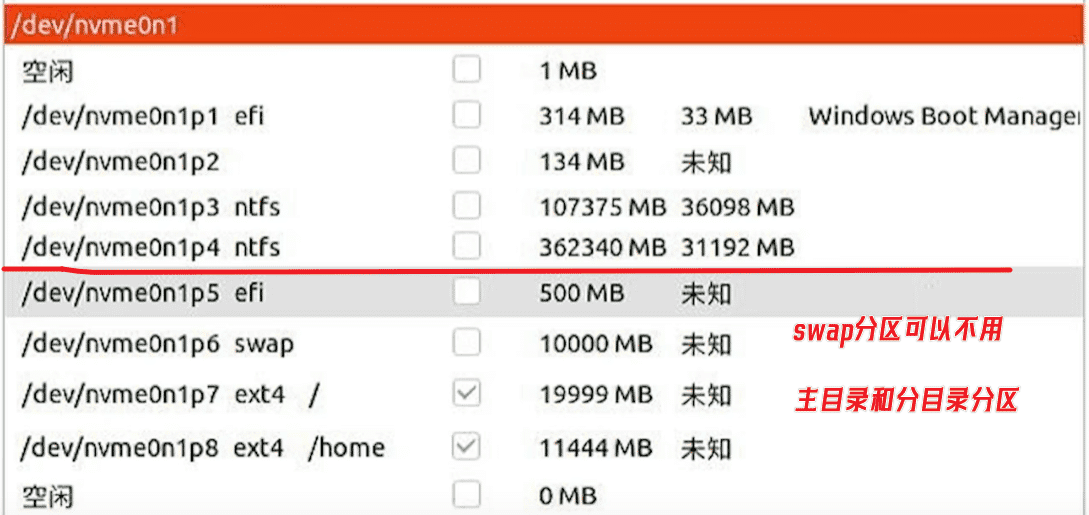 /dev/nvme0n1
空闲 1 MB
/dev/nvme0n1p1 efi 314 MB 33 MB Windows Boot Manager
/dev/nvme0n1p2 134 MB 未知
/dev/nvme0n1p3 ntfs 107375 MB 36098 MB
/dev/nvme0n1p4 ntfs 362340 MB 31192 MB
/dev/nvme0n1p5 efi 500 MB 未知
swap分区可以不用
/dev/nvme0n1p6 swap 10000 MB 未知
/dev/nvme0n1p7 ext4 / 19999 MB 未知
主目录和分目录分区
/dev/nvme0n1p8 ext4 /home 11444 MB 未知
空闲 0 MB